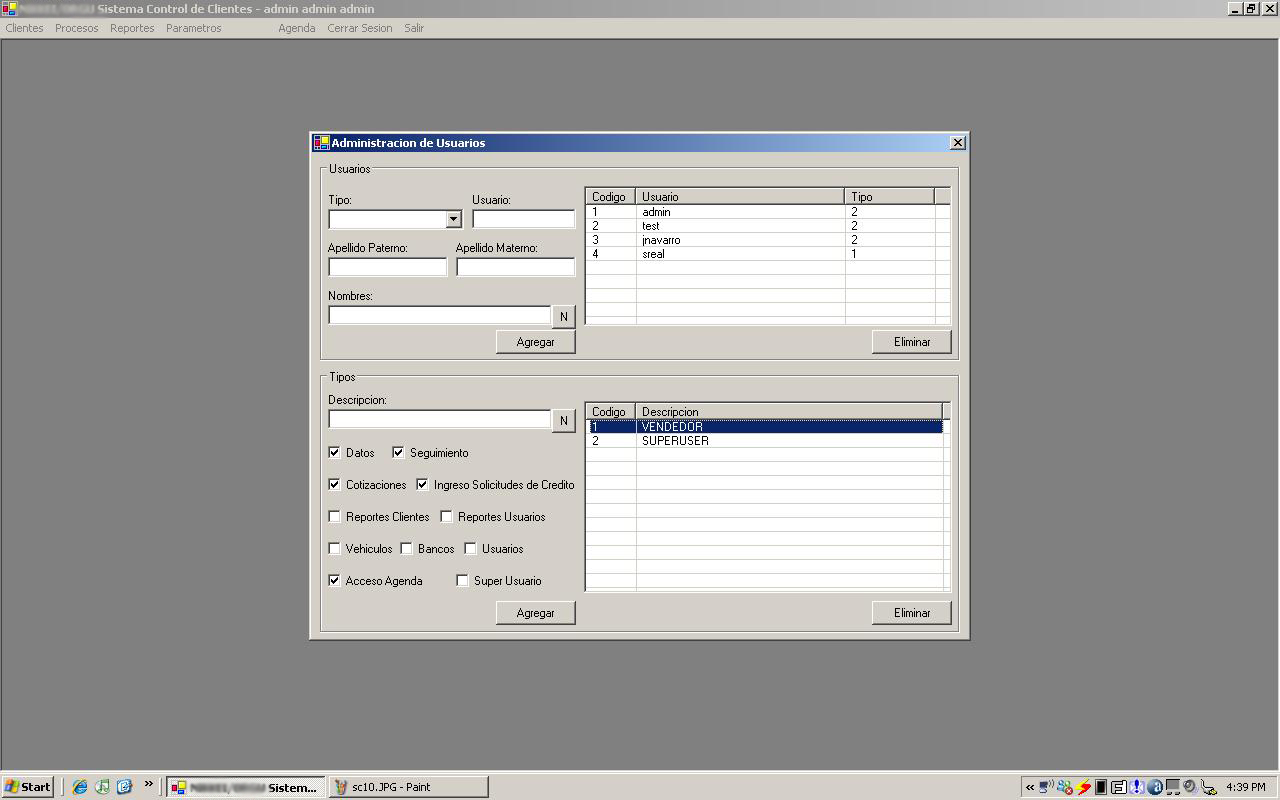 Sistema Control de Clientes - admin admin admin
Clientes Procesos Reportes Parametros Agenda Cerrar Sesion Salir
Administracion de Usuarios
Usuarios
Tipo: Usuario:
Apellido Paterno: Apellido Materno:
Nombres:
N
Agregar
Codigo Usuario Tipo
1 admin 2
2 test 2
3 jnavarro 2
4 sreal 1
Eliminar
Tipos
Descripcion:
N
Datos Seguimiento
Cotizaciones Ingreso Solicitudes de Credito
Reportes Clientes Reportes Usuarios
Vehiculos Bancos Usuarios
Acceso Agenda Super Usuario
Agregar
Codigo Descripcion
1 VENDEDOR
2 SUPERUSER
Eliminar
Start Sistem... sc10.JPG - Paint 4:39 PM